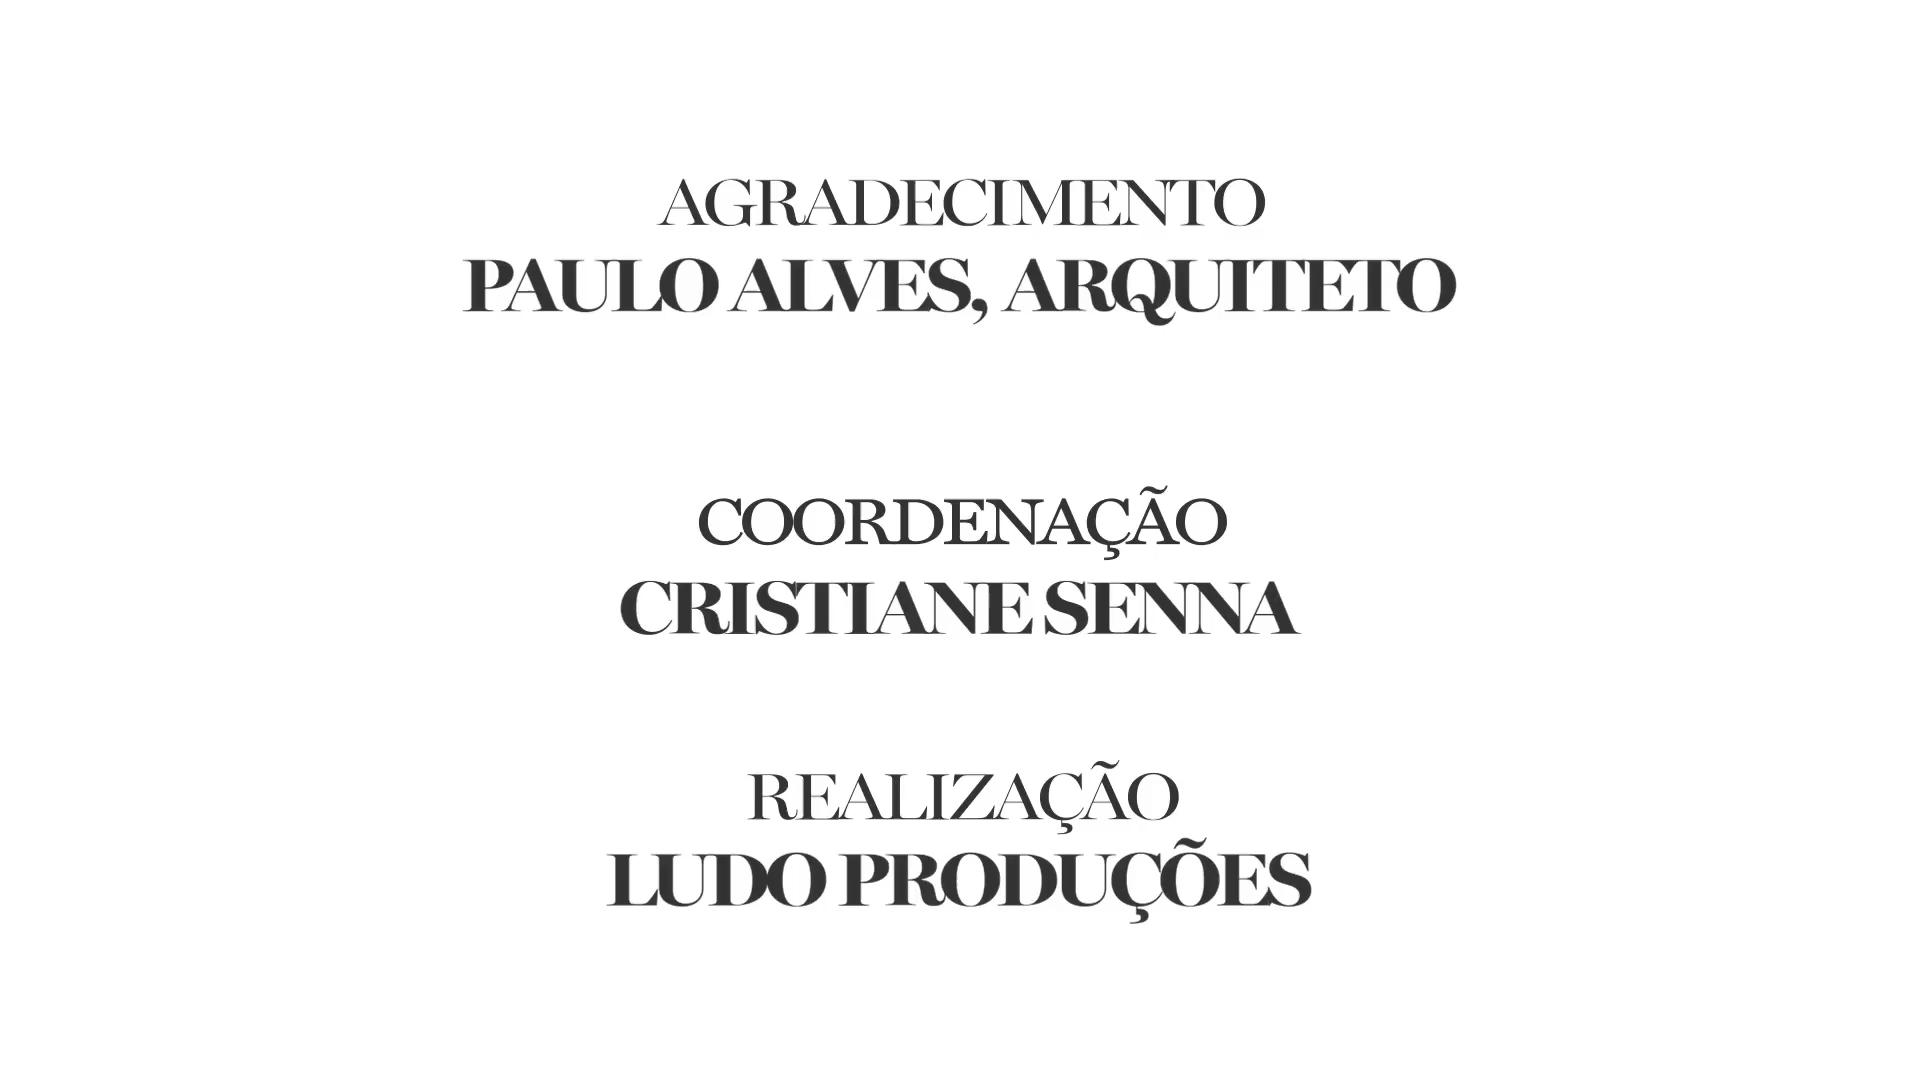 AGRADECIMENTO
PAULO ALVES, ARQUITETO
COORDENAÇÃO
CRISTIANE SENNA
REALIZAÇÃO
LUDO PRODUÇÕES